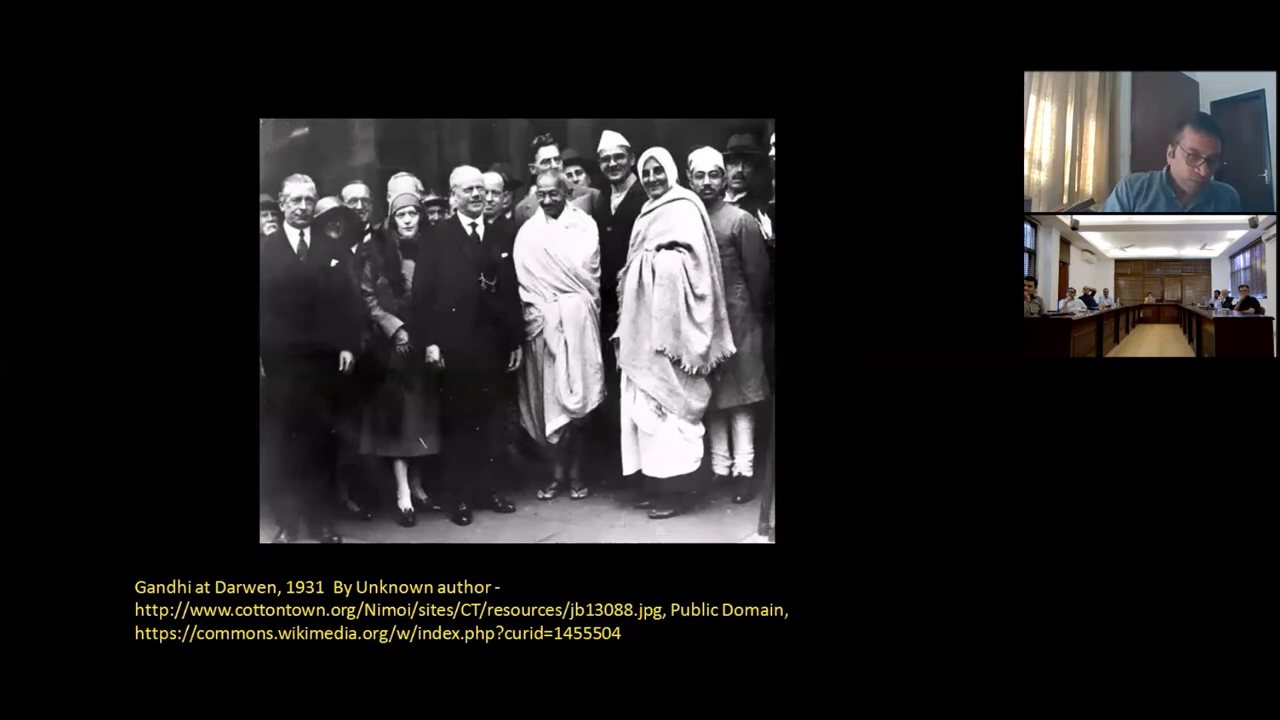 Gandhi at Darwen, 1931  By Unknown author -
http://www.cottontown.org/Nimoi/sites/CT/resources/jb13088.jpg, Public Domain,
https://commons.wikimedia.org/w/index.php?curid=1455504